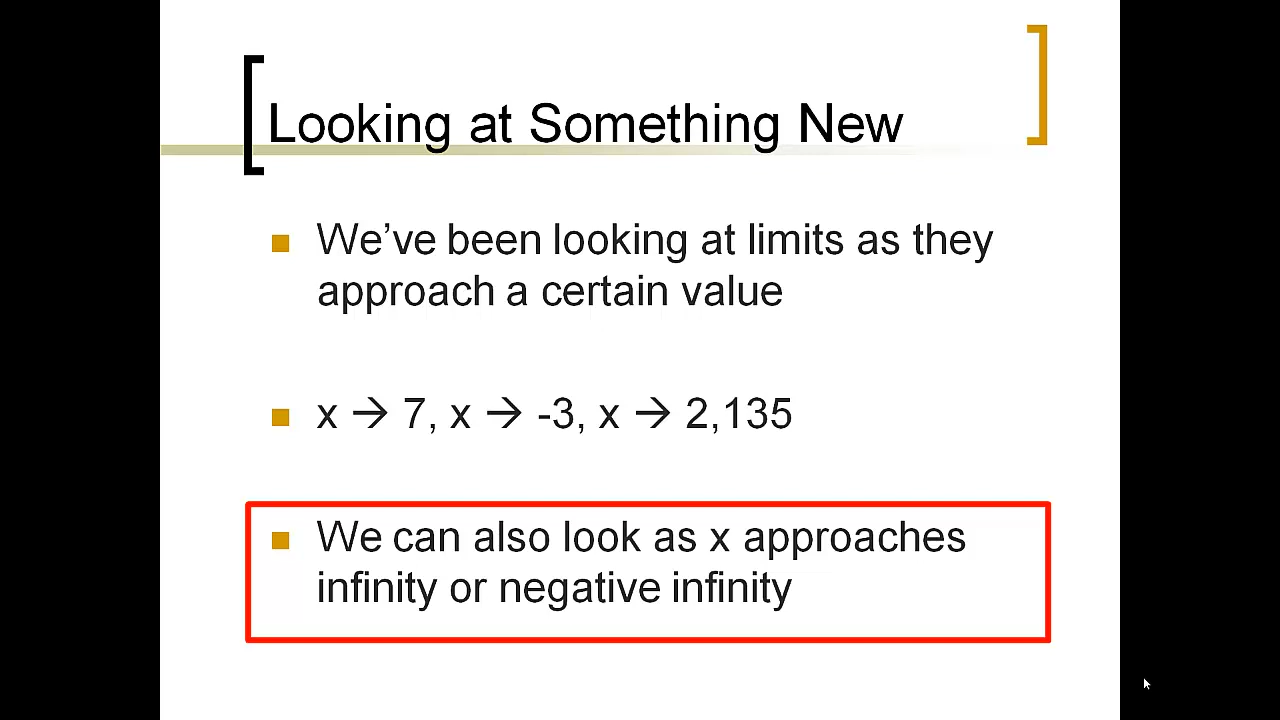 Looking at Something New
We've been looking at limits as they
approach a certain value
x → 7, x → -3, x → 2,135
We can also look as x approaches
infinity or negative infinity